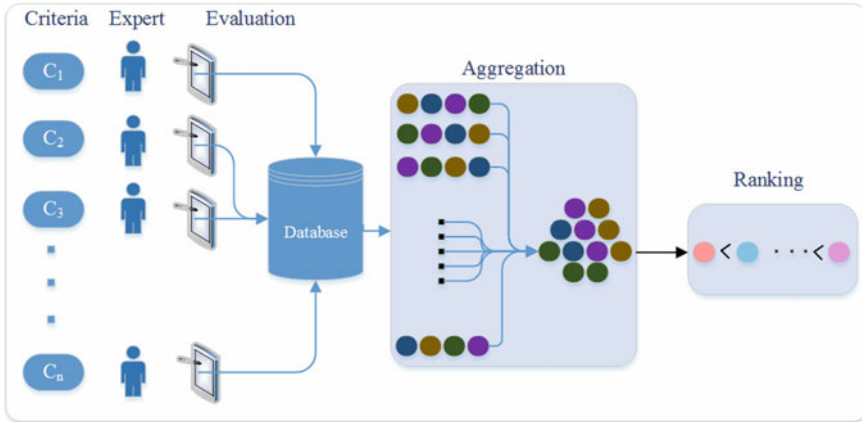 Criteria Expert Evaluation
Aggregation
C1
C2
C3
Database
Ranking
< · · · <
Cn